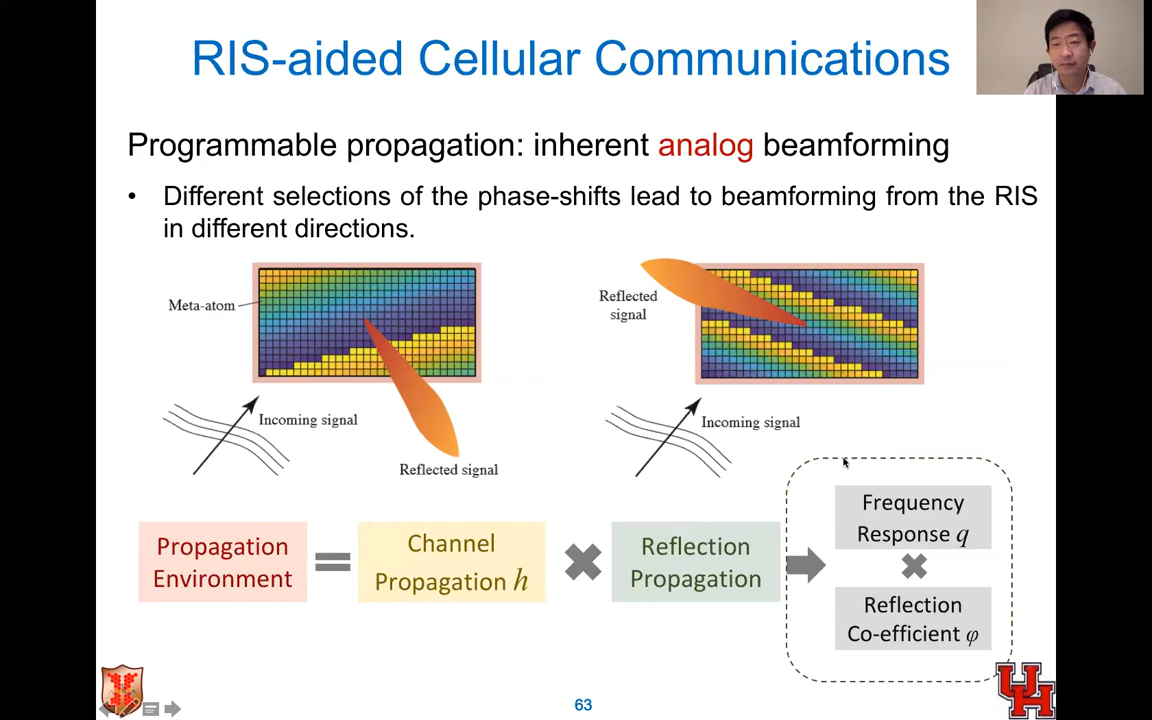 RIS-aided Cellular Communications
Programmable propagation: inherent analog beamforming
• Different selections of the phase-shifts lead to beamforming from the RIS
in different directions.
Meta-atom
Incoming signal
Reflected signal
Reflected
signal
Incoming signal
Propagation
Environment
=
Channel
Propagation h
×
Reflection
Propagation
Frequency
Response q
×
Reflection
Co-efficient φ
63
UH